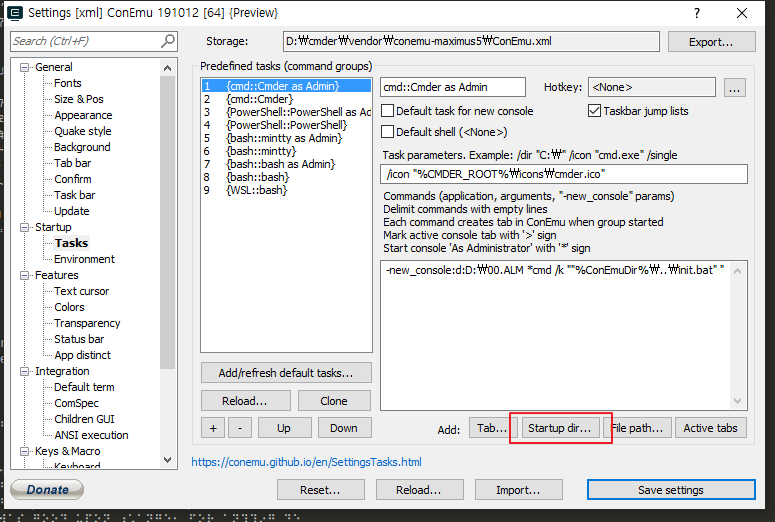 Settings [xml] ConEmu 191012 [64] {Preview}
Search (Ctrl+F)
Storage:
D:₩cmder₩vendor₩conemu-maximus5₩ConEmu.xml
Export...
General
Fonts
Size & Pos
Appearance
Quake style
Background
Tab bar
Confirm
Task bar
Update
Startup
Tasks
Environment
Features
Text cursor
Colors
Transparency
Status bar
App distinct
Integration
Default term
ComSpec
Children GUI
ANSI execution
Keys & Macro
Keyboard
Predefined tasks (command groups)
1 {cmd::Cmder as Admin}
2 {cmd::Cmder}
3 {PowerShell::PowerShell as Ad
4 {PowerShell::PowerShell}
5 {bash::mintty as Admin}
6 {bash::mintty}
7 {bash::bash as Admin}
8 {bash::bash}
9 {WSL::bash}
Add/refresh default tasks...
Reload...
Clone
+
-
Up
Down
cmd::Cmder as Admin
Hotkey:
<None>
...
Default task for new console
Taskbar jump lists
Default shell (<None>)
Task parameters. Example: /dir "C:₩" /icon "cmd.exe" /single
/icon "%CMDER_ROOT%₩icons₩cmder.ico"
Commands (application, arguments, "-new_console" params)
Delimit commands with empty lines
Each command creates tab in ConEmu when group started
Mark active console tab with '>' sign
Start console 'As Administrator' with '*' sign
-new_console:d:D:₩00.ALM *cmd /k ""%ConEmuDir%₩..₩init.bat" "
Add:
Tab...
Startup dir...
File path...
Active tabs
https://conemu.github.io/en/SettingsTasks.html
Donate
Reset...
Reload...
Import...
Save settings